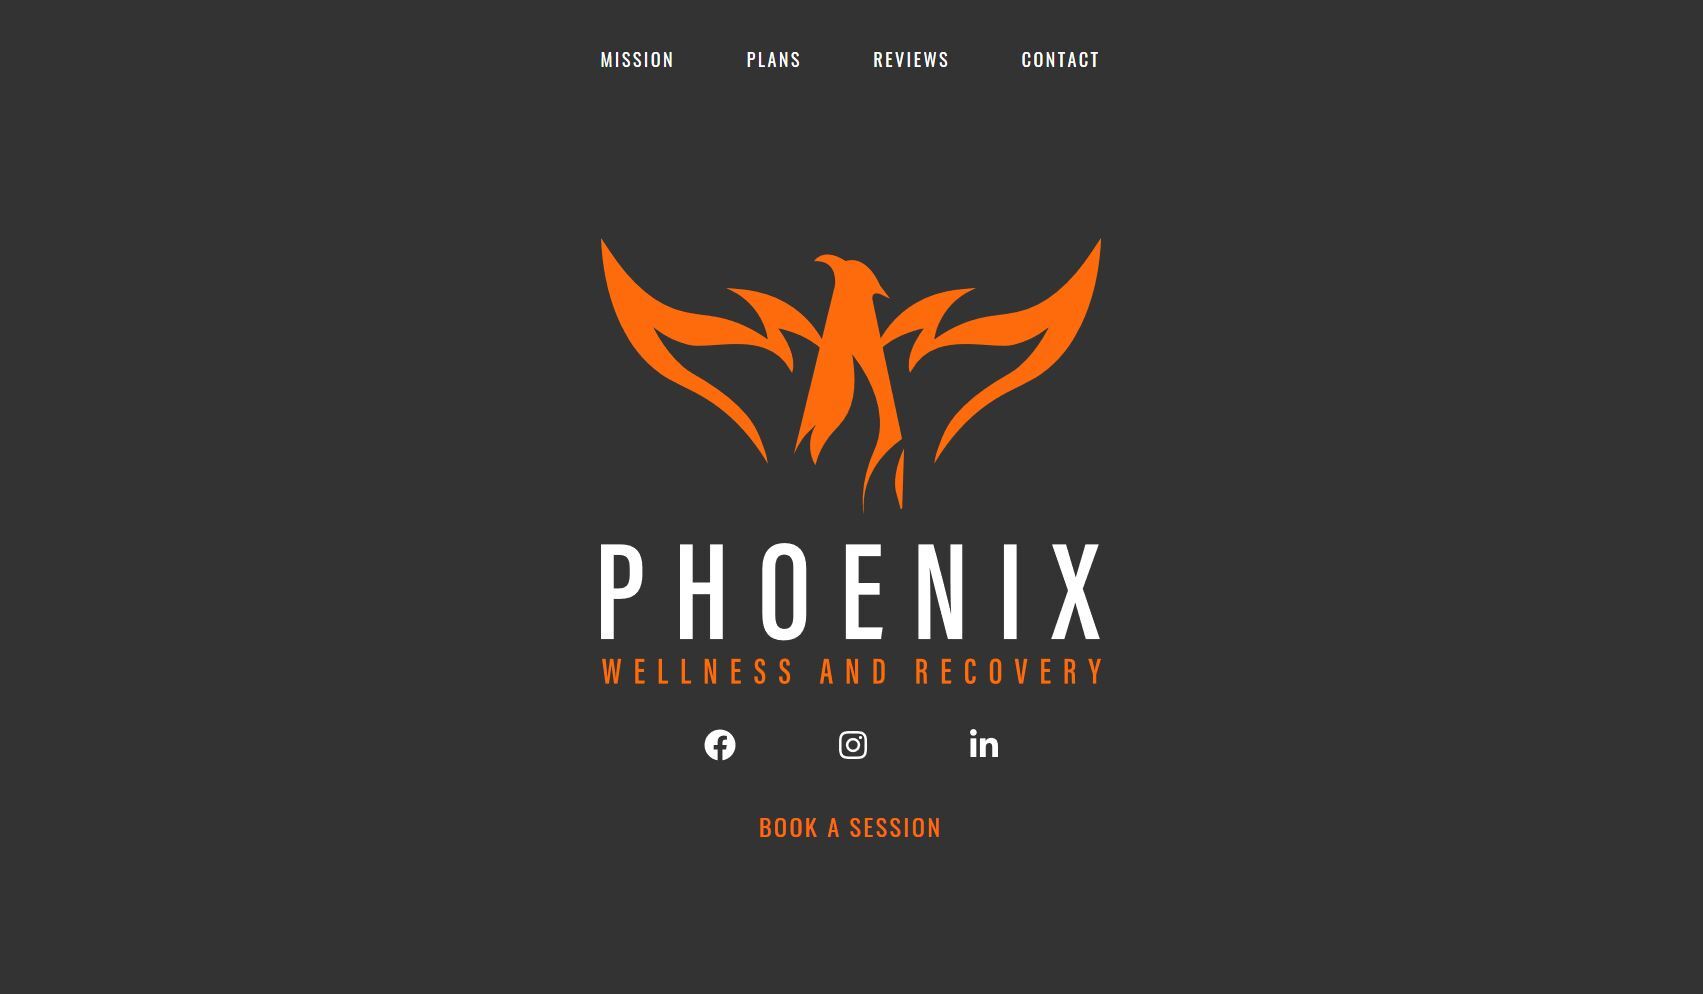 MISSION PLANS REVIEWS CONTACT
PHOENIX
WELLNESS AND RECOVERY
BOOK A SESSION